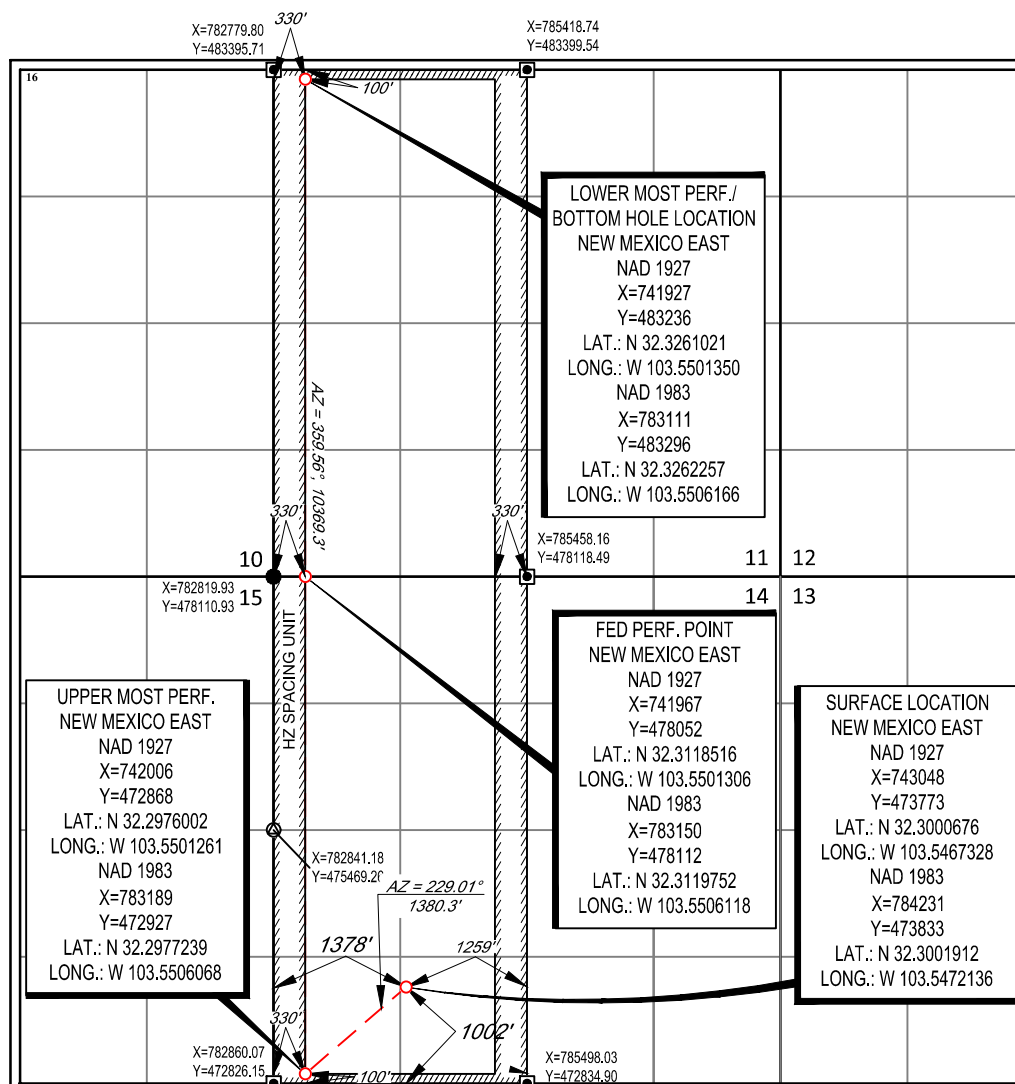 X=782779.80
Y=483395.71
330'
X=785418.74
Y=483399.54
16
100'
LOWER MOST PERF./
BOTTOM HOLE LOCATION
NEW MEXICO EAST
NAD 1927
X=741927
Y=483236
LAT.: N 32.3261021
LONG.: W 103.5501350
NAD 1983
X=783111
Y=483296
LAT.: N 32.3262257
LONG.: W 103.5506166
AZ = 359.56°, 10369.3'
330'
330'
X=785458.16
Y=478118.49
10
11
12
X=782819.93
Y=478110.93
15
14
13
HZ SPACING UNIT
FED PERF. POINT
NEW MEXICO EAST
NAD 1927
X=741967
Y=478052
LAT.: N 32.3118516
LONG.: W 103.5501306
NAD 1983
X=783150
Y=478112
LAT.: N 32.3119752
LONG.: W 103.5506118
UPPER MOST PERF.
NEW MEXICO EAST
NAD 1927
X=742006
Y=472868
LAT.: N 32.2976002
LONG.: W 103.5501261
NAD 1983
X=783189
Y=472927
LAT.: N 32.2977239
LONG.: W 103.5506068
SURFACE LOCATION
NEW MEXICO EAST
NAD 1927
X=743048
Y=473773
LAT.: N 32.3000676
LONG.: W 103.5467328
NAD 1983
X=784231
Y=473833
LAT.: N 32.3001912
LONG.: W 103.5472136
X=782841.18
Y=475469.20
AZ = 229.01°
1380.3'
1378'
1259'
330'
1002'
X=782860.07
Y=472826.15
100'
X=785498.03
Y=472834.90